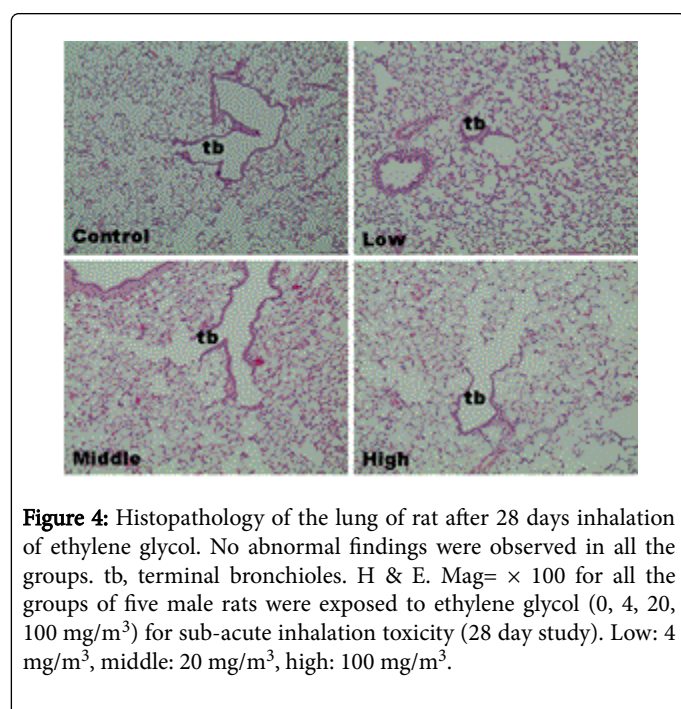 tb
Control
tb
Low
tb
Middle
tb
High
Figure 4: Histopathology of the lung of rat after 28 days inhalation
of ethylene glycol. No abnormal findings were observed in all the
groups. tb, terminal bronchioles. H & E. Mag= × 100 for all the
groups of five male rats were exposed to ethylene glycol (0, 4, 20,
100 mg/m³) for sub-acute inhalation toxicity (28 day study). Low: 4
mg/m³, middle: 20 mg/m³, high: 100 mg/m³.